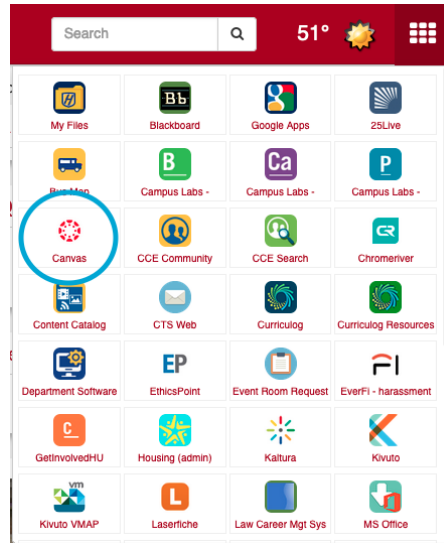 Search
51°
My Files
Blackboard
Google Apps
25Live
Bus Map
Campus Labs -
Campus Labs -
Campus Labs -
Canvas
CCE Community
CCE Search
Chromeriver
Content Catalog
CTS Web
Curriculog
Curriculog Resources
Department Software
EthicsPoint
Event Room Request
EverFi - harassment
GetInvolvedHU
Housing (admin)
Kaltura
Kivuto
Kivuto VMAP
Laserfiche
Law Career Mgt Sys
MS Office